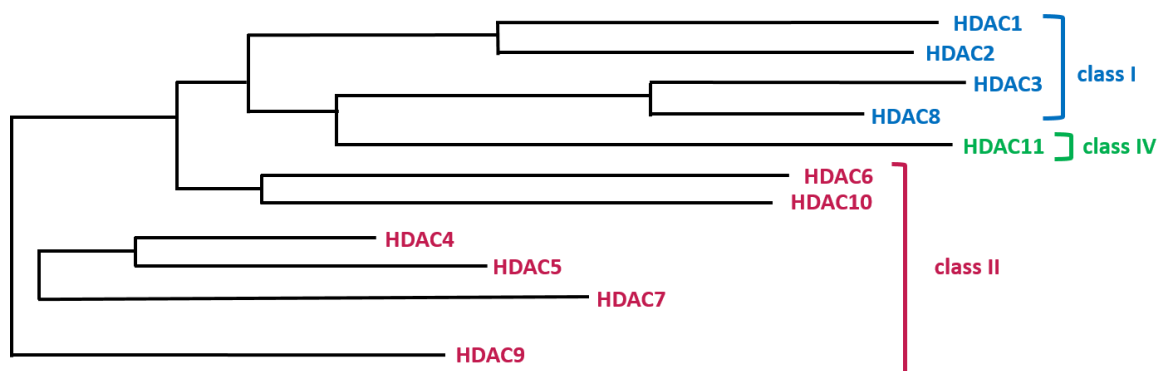 HDAC1
HDAC2
class I
HDAC3
HDAC8
HDAC11
class IV
HDAC6
HDAC10
HDAC4
HDAC5
class II
HDAC7
HDAC9